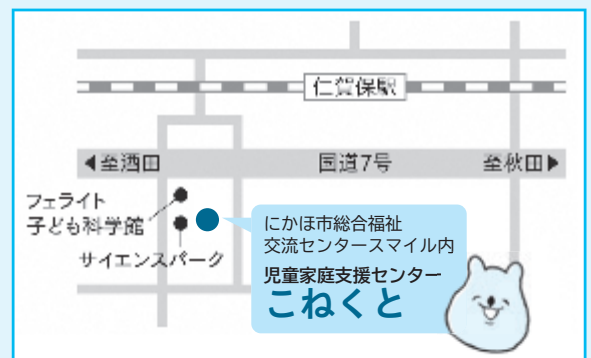 仁賀保駅
◀至酒田
国道7号
至秋田▶
フェライト
子ども科学館
サイエンスパーク
にかほ市総合福祉
交流センタースマイル内
児童家庭支援センター
こねくと